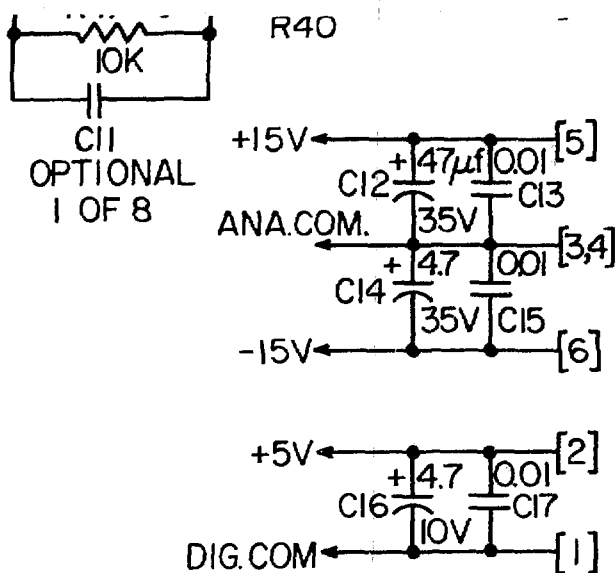 R40
10K
C11
OPTIONAL
1 OF 8
+15V [5]
+ 47µf 0.01
C12 C13
35V
ANA.COM. [3,4]
+ 4.7 0.01
C14 C15
35V
-15V [6]
+5V [2]
+ 4.7 0.01
C16 C17
10V
DIG.COM [1]